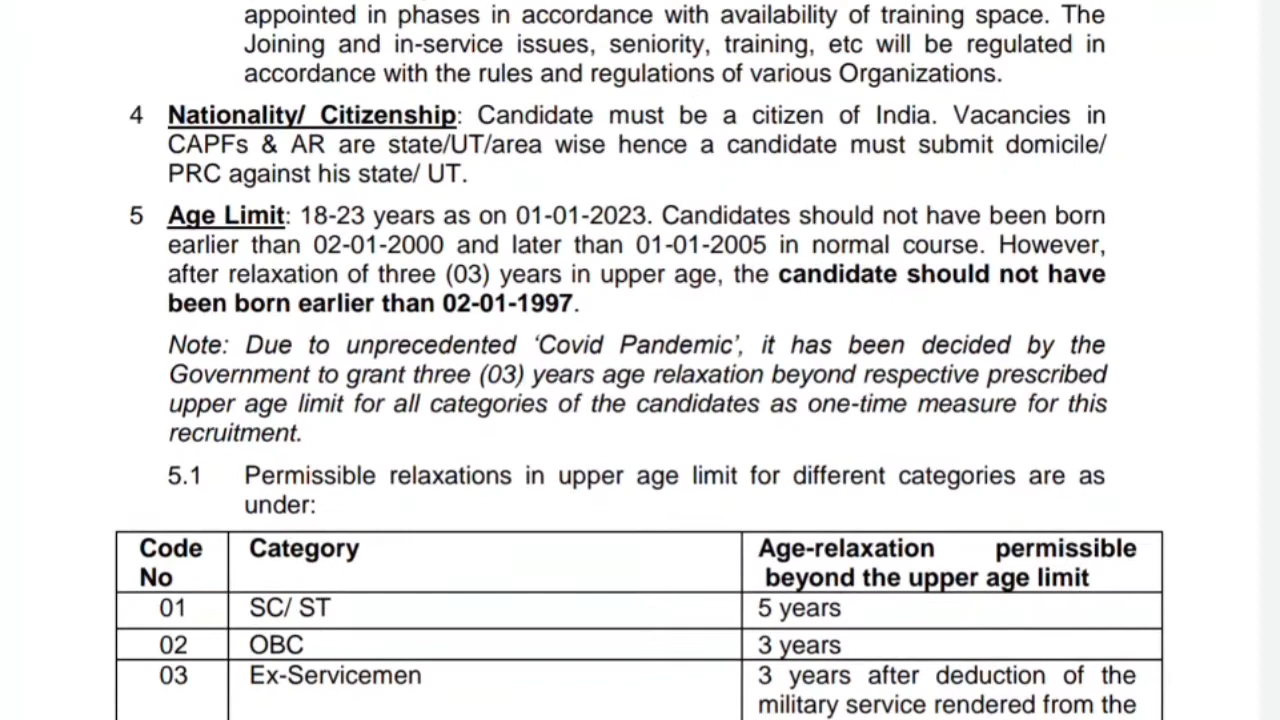 appointed in phases in accordance with availability of training space. The
Joining and in-service issues, seniority, training, etc will be regulated in
accordance with the rules and regulations of various Organizations.
4 Nationality/ Citizenship: Candidate must be a citizen of India. Vacancies in
CAPFs & AR are state/UT/area wise hence a candidate must submit domicile/
PRC against his state/ UT.
5 Age Limit: 18-23 years as on 01-01-2023. Candidates should not have been born
earlier than 02-01-2000 and later than 01-01-2005 in normal course. However,
after relaxation of three (03) years in upper age, the candidate should not have
been born earlier than 02-01-1997.
Note: Due to unprecedented ‘Covid Pandemic’, it has been decided by the
Government to grant three (03) years age relaxation beyond respective prescribed
upper age limit for all categories of the candidates as one-time measure for this
recruitment.
5.1 Permissible relaxations in upper age limit for different categories are as
under:
Code No Category Age-relaxation permissible
beyond the upper age limit
01 SC/ ST 5 years
02 OBC 3 years
03 Ex-Servicemen 3 years after deduction of the
military service rendered from the